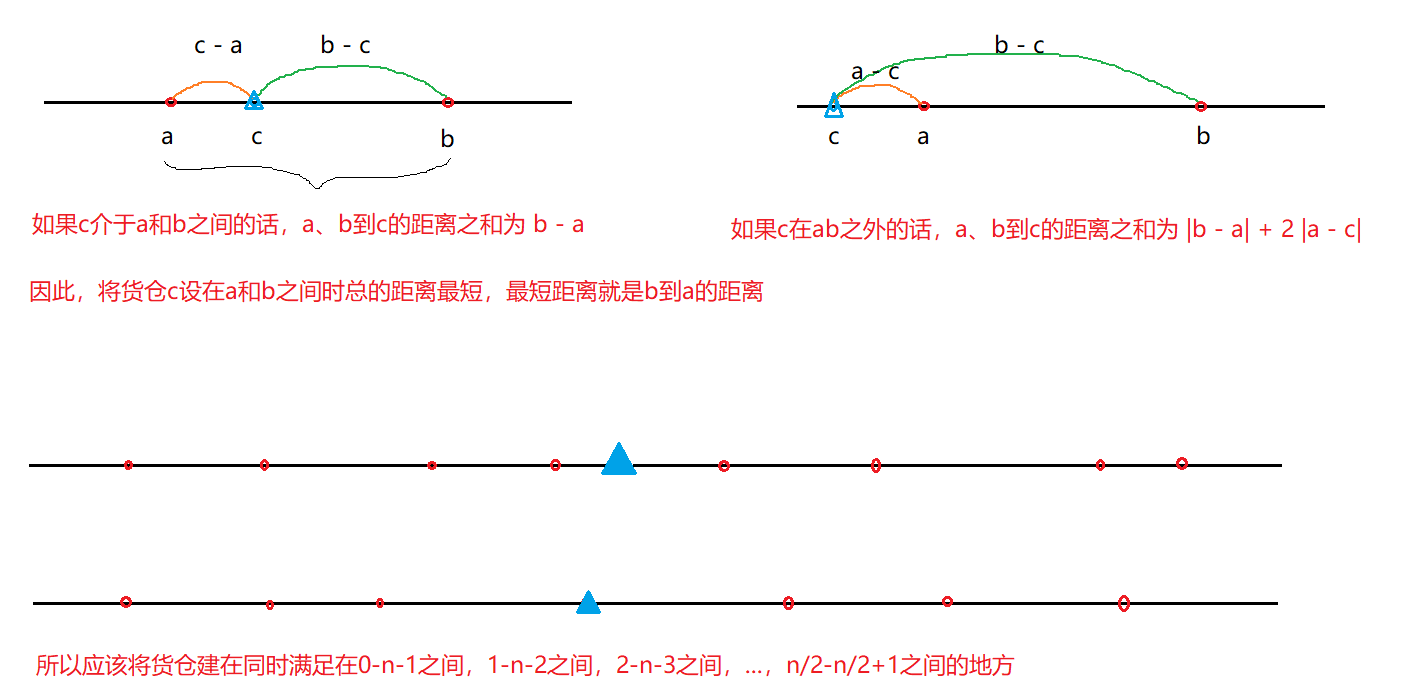 c - a
b - c
b - c
a - c
a
c
b
c
a
b
如果c介于a和b之间的话，a、b到c的距离之和为 b - a
如果c在ab之外的话，a、b到c的距离之和为 |b - a| + 2 |a - c|
因此，将货仓c设在a和b之间时总的距离最短，最短距离就是b到a的距离
所以应该将货仓建在同时满足在0-n-1之间，1-n-2之间，2-n-3之间，...，n/2-n/2+1之间的地方